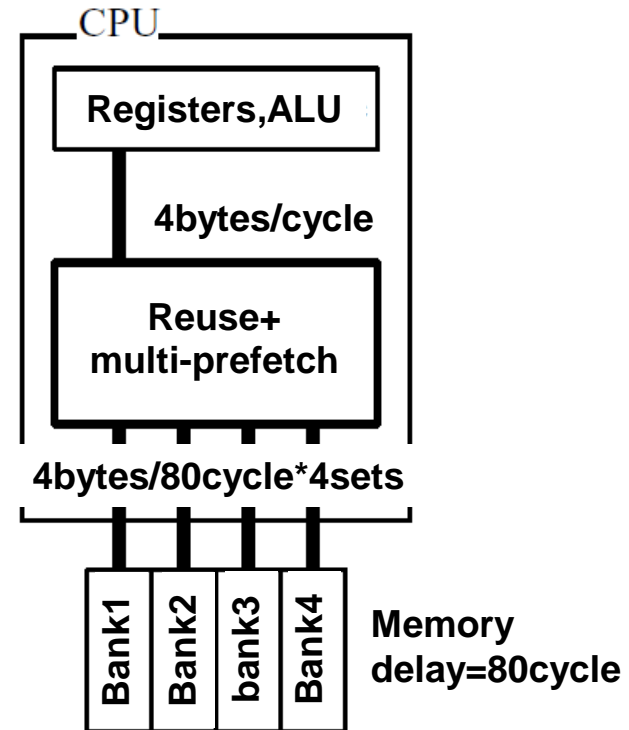 CPU
Registers,ALU
4bytes/cycle
Reuse+
multi-prefetch
4bytes/80cycle*4sets
Bank1
Bank2
bank3
Bank4
Memory
delay=80cycle